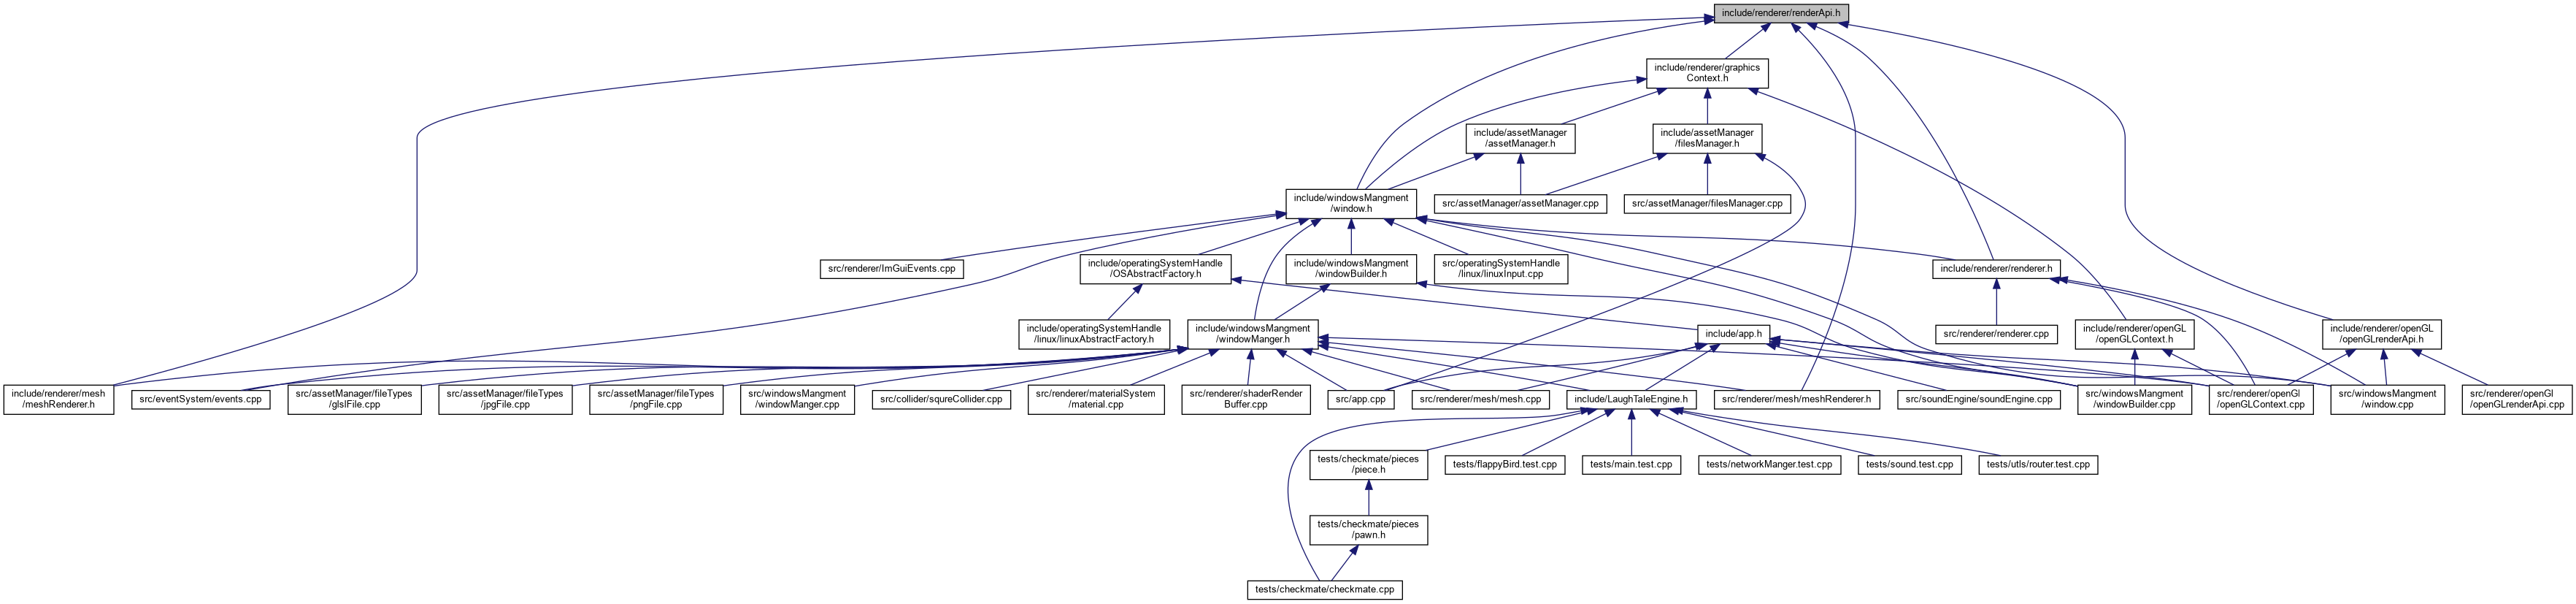 include/renderer/renderApi.h
include/renderer/graphics
Context.h
include/assetManager
/assetManager.h
include/assetManager
/filesManager.h
include/windowsMangment
/window.h
src/assetManager/assetManager.cpp
src/assetManager/filesManager.cpp
src/renderer/ImGuiEvents.cpp
include/operatingSystemHandle
/OSAbstractFactory.h
include/windowsMangment
/windowBuilder.h
src/operatingSystemHandle
/linux/linuxInput.cpp
include/renderer/renderer.h
include/operatingSystemHandle
/linux/linuxAbstractFactory.h
include/windowsMangment
/windowManger.h
include/app.h
src/renderer/renderer.cpp
include/renderer/openGL
/openGLContext.h
include/renderer/openGL
/openGLrenderApi.h
include/renderer/mesh
/meshRenderer.h
src/eventSystem/events.cpp
src/assetManager/fileTypes
/glslFile.cpp
src/assetManager/fileTypes
/jpgFile.cpp
src/assetManager/fileTypes
/pngFile.cpp
src/windowsMangment
/windowManger.cpp
src/collider/squreCollider.cpp
src/renderer/materialSystem
/material.cpp
src/renderer/shaderRender
Buffer.cpp
src/app.cpp
src/renderer/mesh/mesh.cpp
include/LaughTaleEngine.h
src/renderer/mesh/meshRenderer.h
src/soundEngine/soundEngine.cpp
src/windowsMangment
/windowBuilder.cpp
src/renderer/openGl
/openGLContext.cpp
src/windowsMangment
/window.cpp
src/renderer/openGl
/openGLrenderApi.cpp
tests/checkmate/pieces
/piece.h
tests/flappyBird.test.cpp
tests/main.test.cpp
tests/networkManger.test.cpp
tests/sound.test.cpp
tests/utls/router.test.cpp
tests/checkmate/pieces
/pawn.h
tests/checkmate/checkmate.cpp